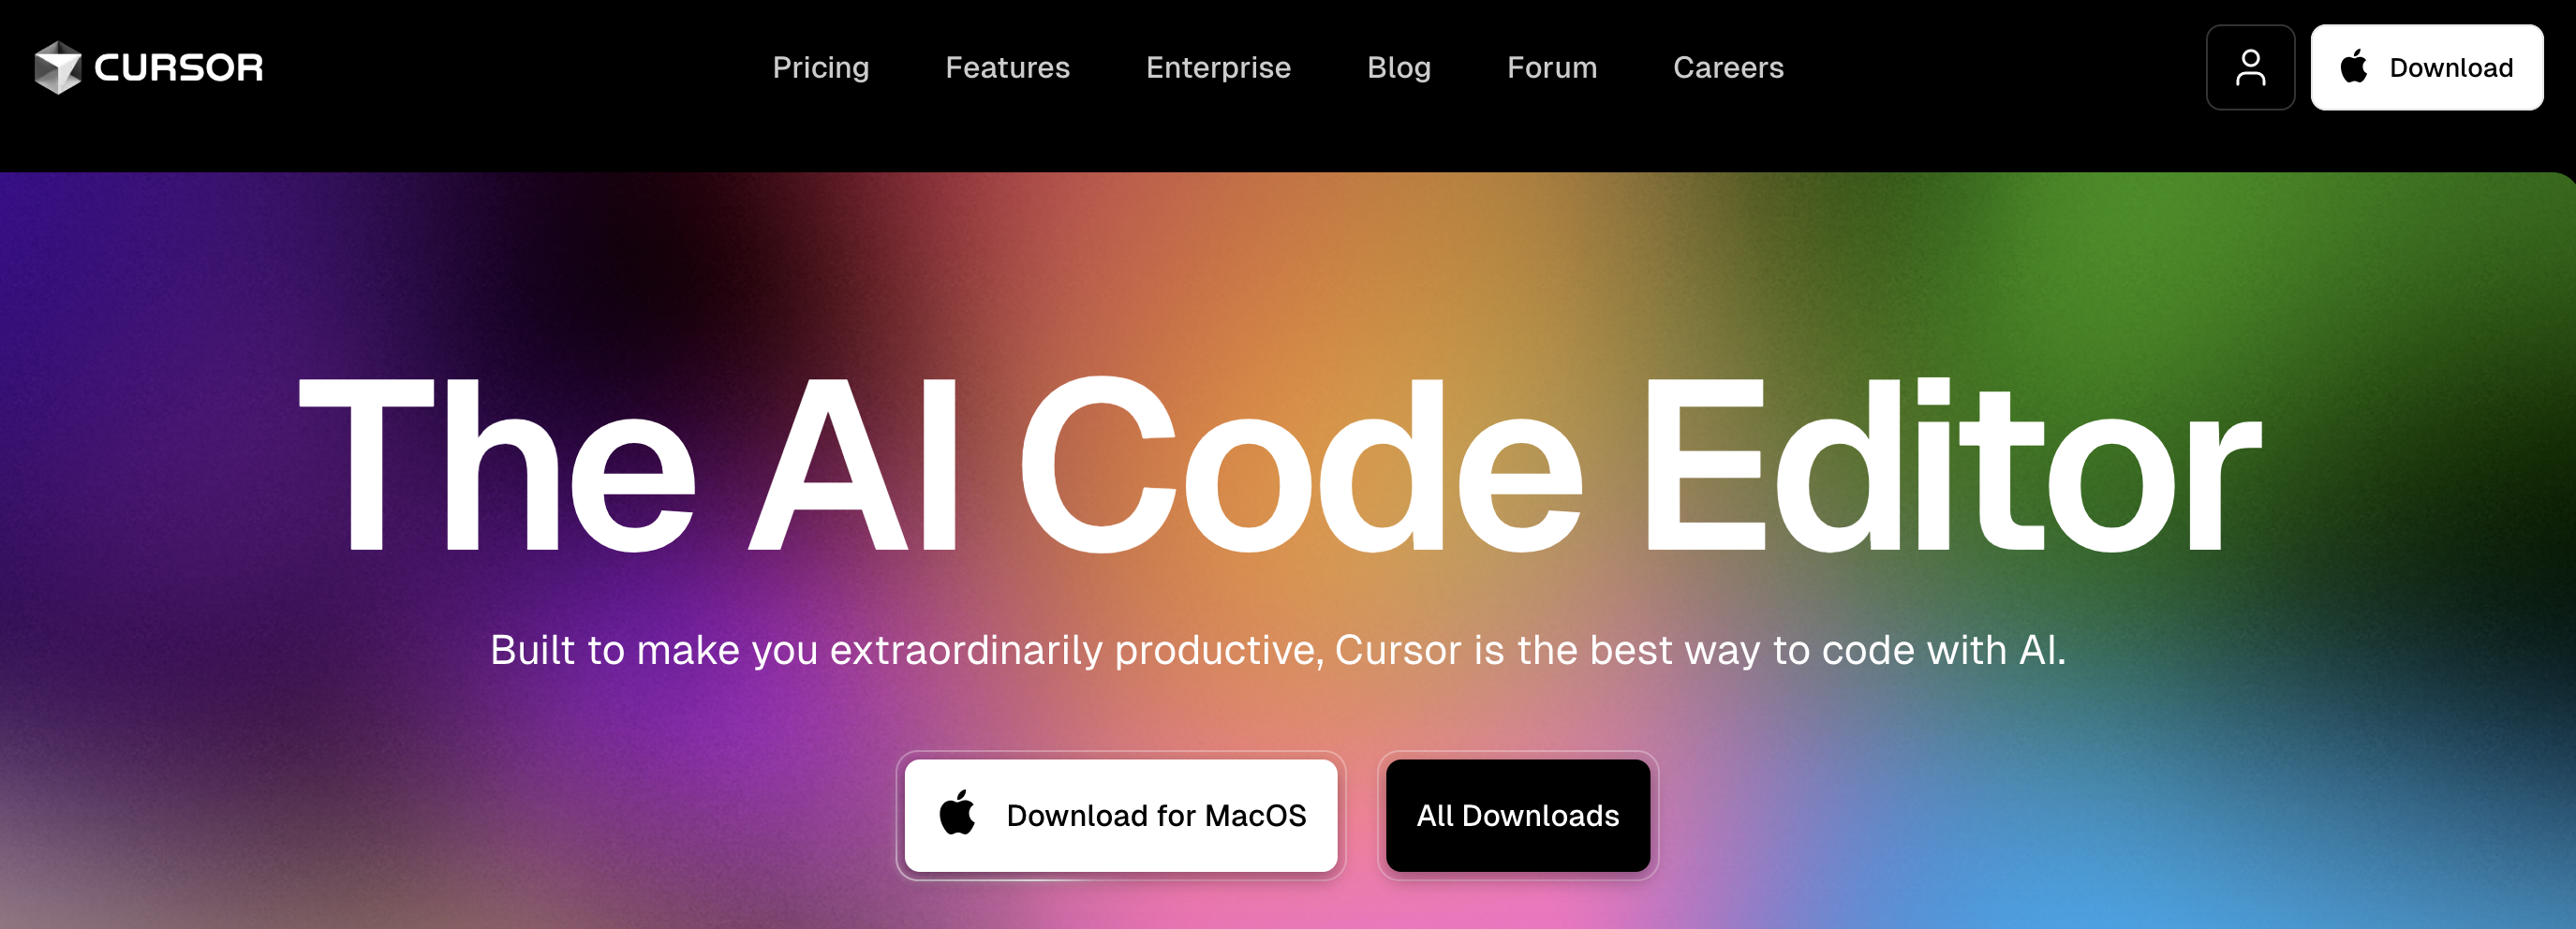 CURSOR
Pricing
Features
Enterprise
Blog
Forum
Careers
Download
The AI Code Editor
Built to make you extraordinarily productive, Cursor is the best way to code with AI.
Download for MacOS
All Downloads